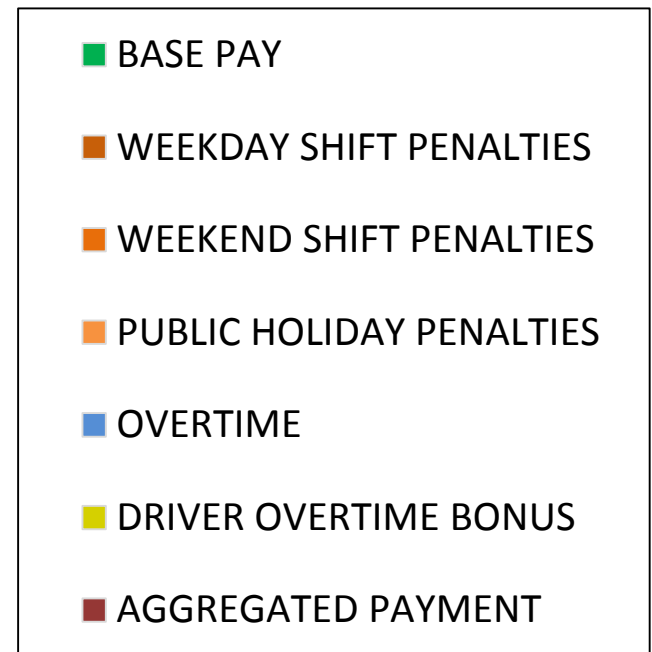 BASE PAY
WEEKDAY SHIFT PENALTIES
WEEKEND SHIFT PENALTIES
PUBLIC HOLIDAY PENALTIES
OVERTIME
DRIVER OVERTIME BONUS
AGGREGATED PAYMENT